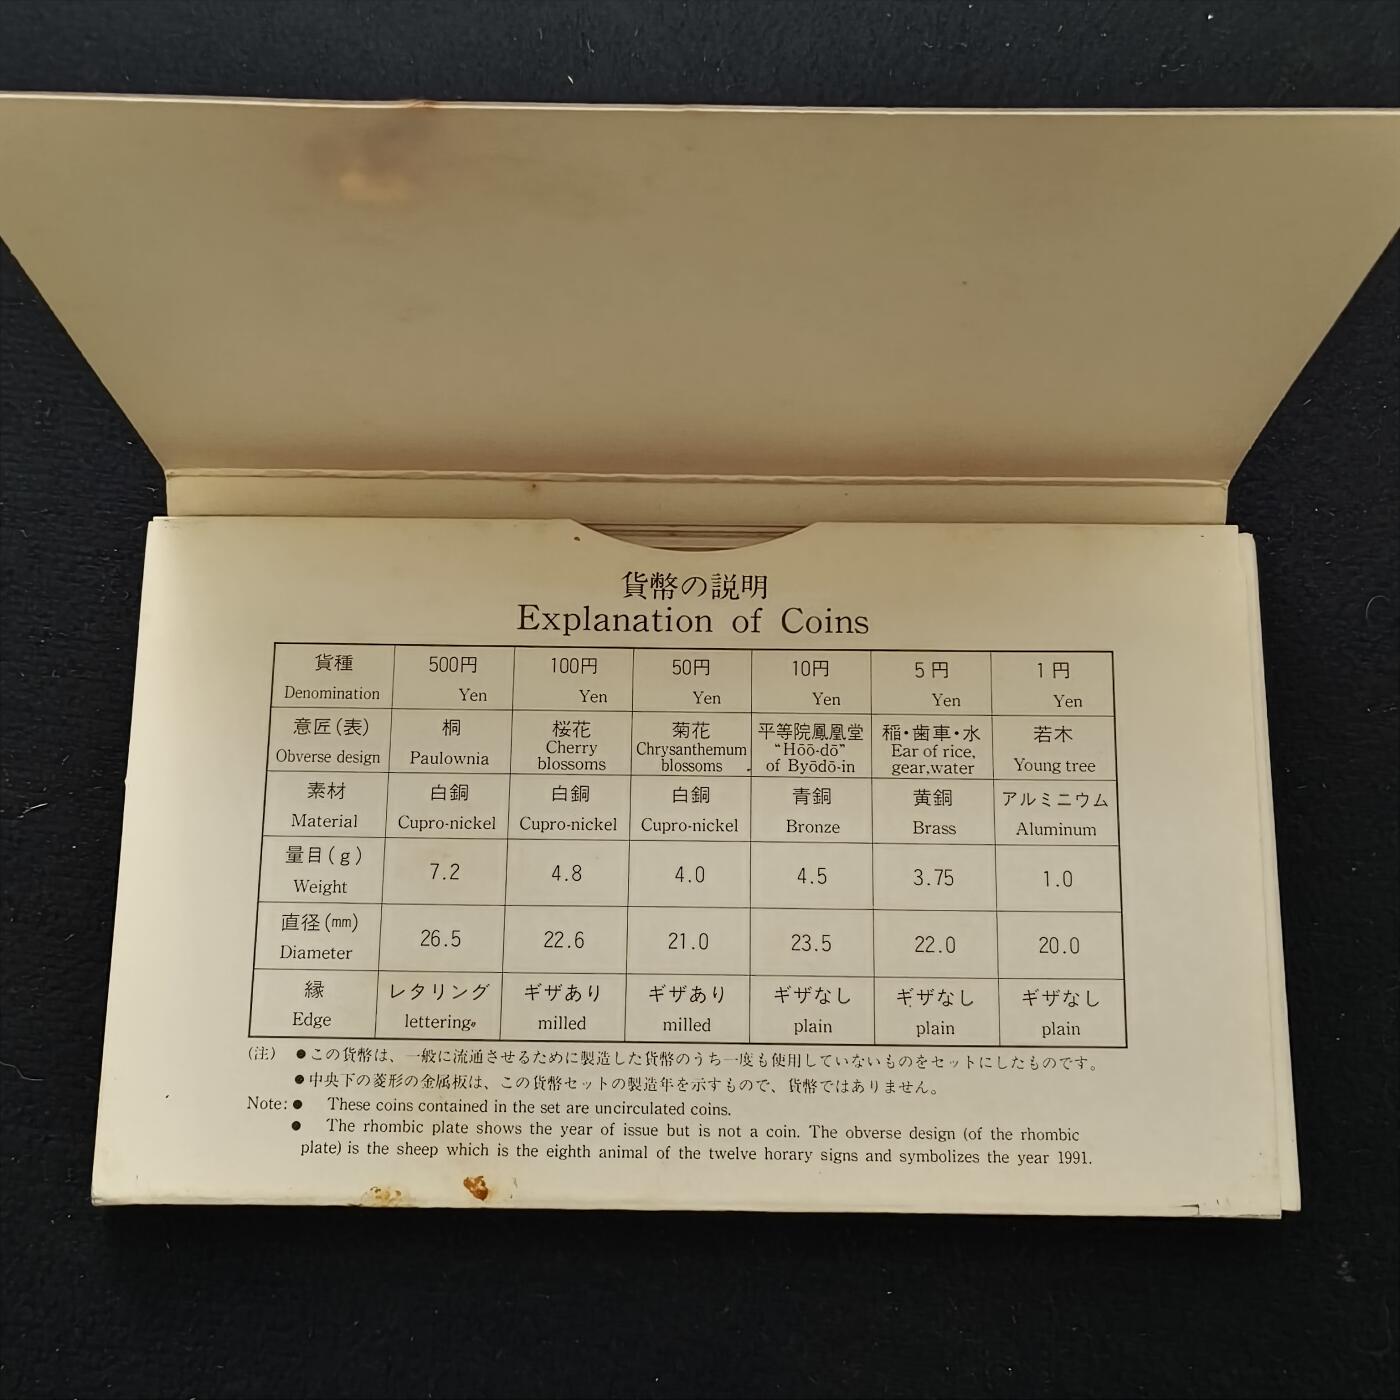 貨幣の説明
Explanation of Coins
貨種 500円 100円 50円 10円 5円 1円
Denomination Yen Yen Yen Yen Yen Yen
意匠(表) 桐 桜花 菊花 平等院鳳凰堂 稲・歯車・水 若木
Obverse design Paulownia Cherry blossoms Chrysanthemum blossoms “Hōō-dō” of Byōdō-in Ear of rice, gear,water Young tree
素材 白銅 白銅 白銅 青銅 黄銅 アルミニウム
Material Cupro-nickel Cupro-nickel Cupro-nickel Bronze Brass Aluminum
量目(g) 7.2 4.8 4.0 4.5 3.75 1.0
Weight
直径(mm) 26.5 22.6 21.0 23.5 22.0 20.0
Diameter
縁 レタリング ギザあり ギザあり ギザなし ギザなし ギザなし
Edge lettering milled milled plain plain plain
(注) ●この貨幣は、一般に流通させるために製造した貨幣のうち一度も使用していないものをセットにしたものです。
●中央下の菱形の金属板は、この貨幣セットの製造年を示すもので、貨幣ではありません。
Note: ● These coins contained in the set are uncirculated coins.
● The rhombic plate shows the year of issue but is not a coin. The obverse design (of the rhombic
plate) is the sheep which is the eighth animal of the twelve horary signs and symbolizes the year 1991.